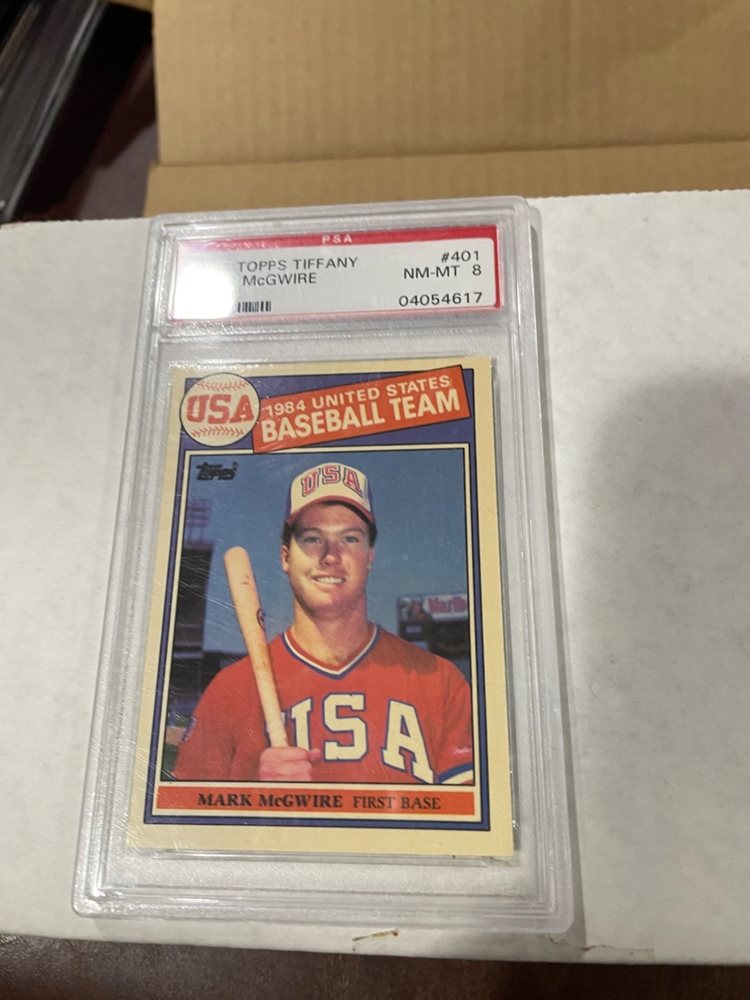 PSA
TOPPS TIFFANY #401
McGWIRE NM-MT 8
04054617
USA
1984 UNITED STATES
BASEBALL TEAM
Topps
USA
USA
MARK McGWIRE FIRST BASE